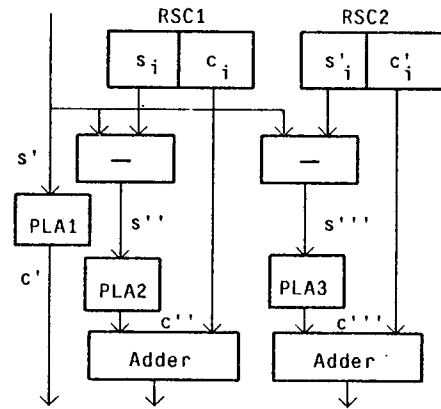 RSC1 RSC2
s_i c_i s'_i c'_i
— —
s'
PLA1 s'' s'''
c' PLA2 PLA3
c'' c'''
Adder Adder